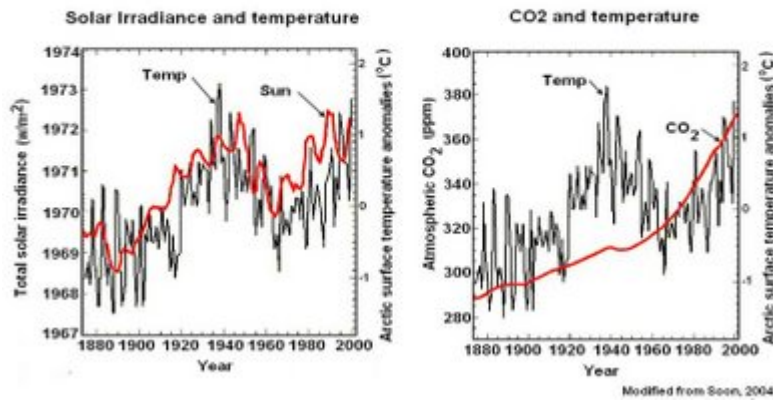 Solar Irradiance and temperature
1974
1973
1972
1971
1970
1969
1968
1967
Total solar irradiance (w/m2)
Temp
Sun
2
1
0
-1
Arctic surface temperature anomalies (°C)
1880 1900 1920 1940 1960 1980 2000
Year
CO2 and temperature
400
380
360
340
320
300
280
Atmospheric CO2 (ppm)
Temp
CO2
2
1
0
-1
Arctic surface temperature anomalies (°C)
1880 1900 1920 1940 1960 1980 2000
Year
Modified from Soon, 2004